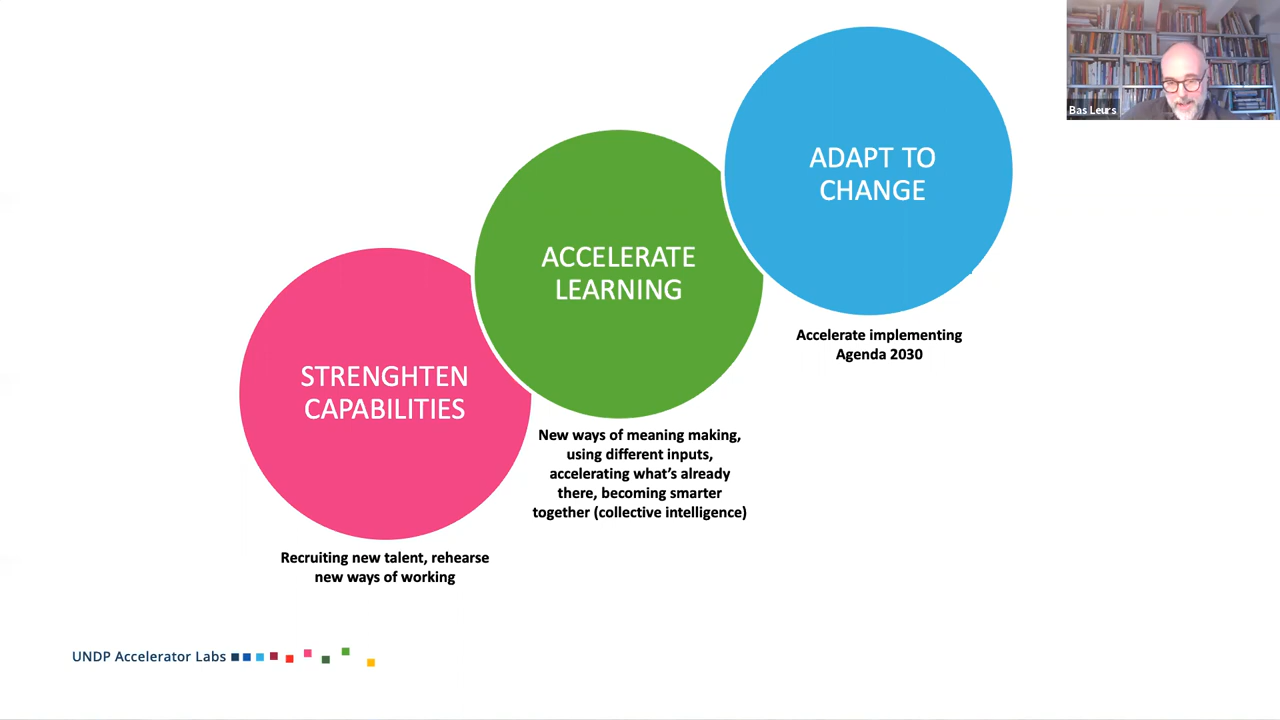 Bas Leurs
ADAPT TO
CHANGE
Accelerate implementing
Agenda 2030
ACCELERATE
LEARNING
New ways of meaning making,
using different inputs,
accelerating what's already
there, becoming smarter
together (collective intelligence)
STRENGHTEN
CAPABILITIES
Recruiting new talent, rehearse
new ways of working
UNDP Accelerator Labs